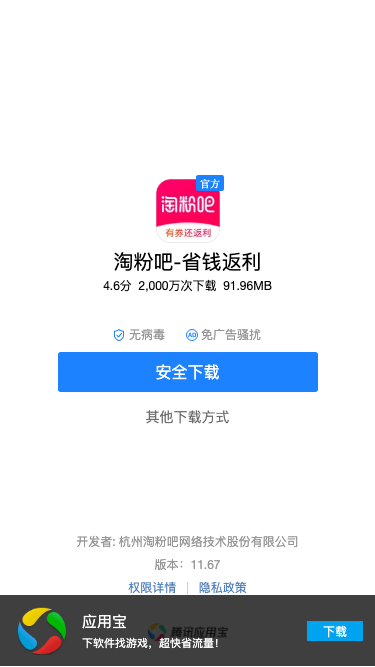 官方
淘粉吧
有券还返利
淘粉吧-省钱返利
4.6分 2,000万次下载 91.96MB
无病毒 AD 免广告骚扰
安全下载
其他下载方式
开发者: 杭州淘粉吧网络技术股份有限公司
版本: 11.67
权限详情 | 隐私政策
腾讯应用宝
应用宝
下软件找游戏，超快省流量！
下载